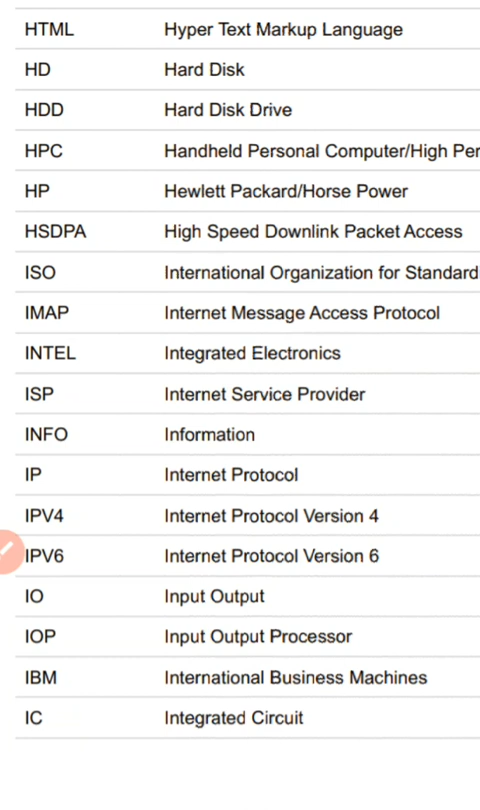 HTML Hyper Text Markup Language
HD Hard Disk
HDD Hard Disk Drive
HPC Handheld Personal Computer/High Per
HP Hewlett Packard/Horse Power
HSDPA High Speed Downlink Packet Access
ISO International Organization for Standard
IMAP Internet Message Access Protocol
INTEL Integrated Electronics
ISP Internet Service Provider
INFO Information
IP Internet Protocol
IPV4 Internet Protocol Version 4
IPV6 Internet Protocol Version 6
IO Input Output
IOP Input Output Processor
IBM International Business Machines
IC Integrated Circuit